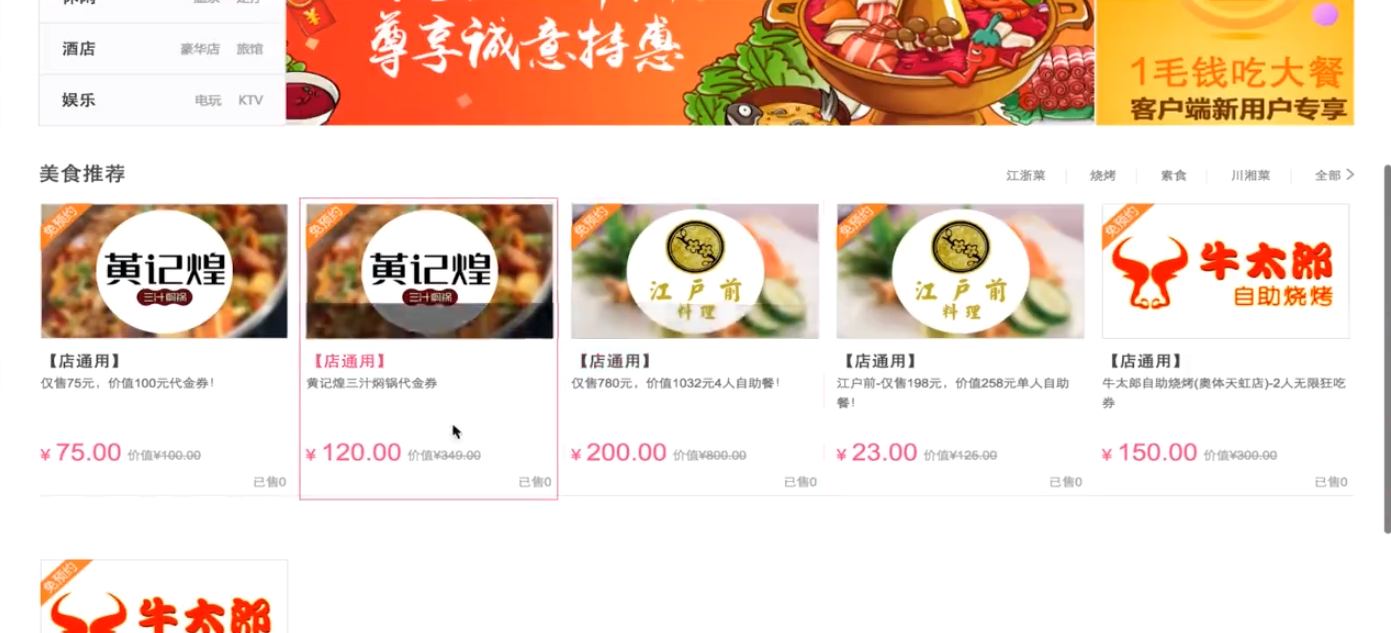 酒店 豪华店 旅馆
娱乐 电玩 KTV
尊享诚意特惠
1毛钱吃大餐
客户端新用户专享
美食推荐
江浙菜 烧烤 素食 川湘菜 全部
免预约
黄记煌
三汁焖锅
【店通用】
仅售75元，价值100元代金券！
¥ 75.00 价值¥100.00
已售0
免预约
黄记煌
三汁焖锅
【店通用】
黄记煌三汁焖锅代金券
¥ 120.00 价值¥349.00
已售0
免预约
江戸前
料理
【店通用】
仅售780元，价值1032元4人自助餐！
¥ 200.00 价值¥800.00
已售0
免预约
江戸前
料理
【店通用】
江户前-仅售198元，价值258元单人自助
餐！
¥ 23.00 价值¥125.00
已售0
免预约
牛太郎
自助烧烤
【店通用】
牛太郎自助烧烤(奥体天虹店)-2人无限狂吃
券
¥ 150.00 价值¥300.00
已售0
免预约
牛太郎